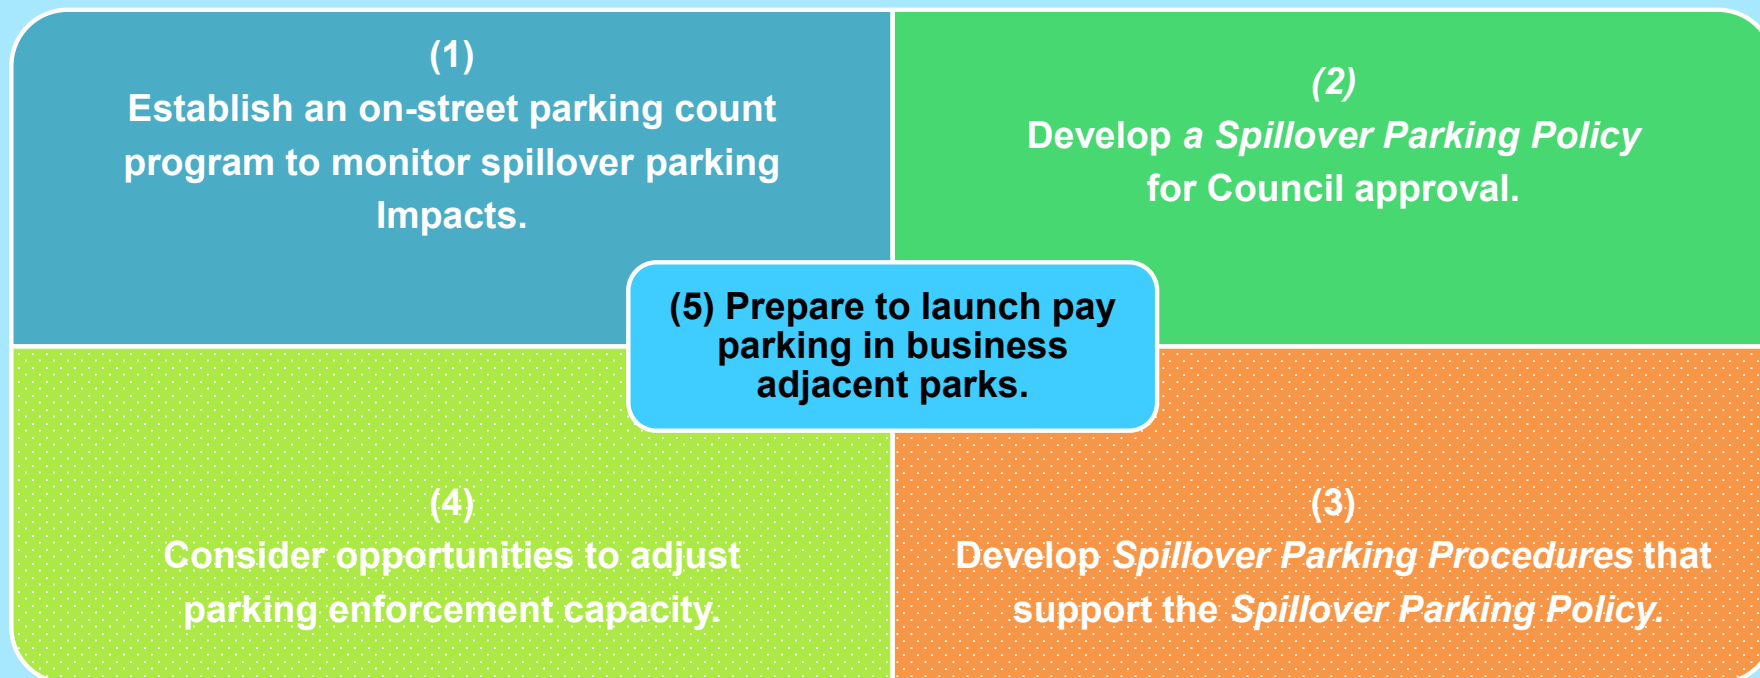 (1)
Establish an on-street parking count
program to monitor spillover parking
Impacts.
(2)
Develop a Spillover Parking Policy
for Council approval.
(5) Prepare to launch pay
parking in business
adjacent parks.
(4)
Consider opportunities to adjust
parking enforcement capacity.
(3)
Develop Spillover Parking Procedures that
support the Spillover Parking Policy.